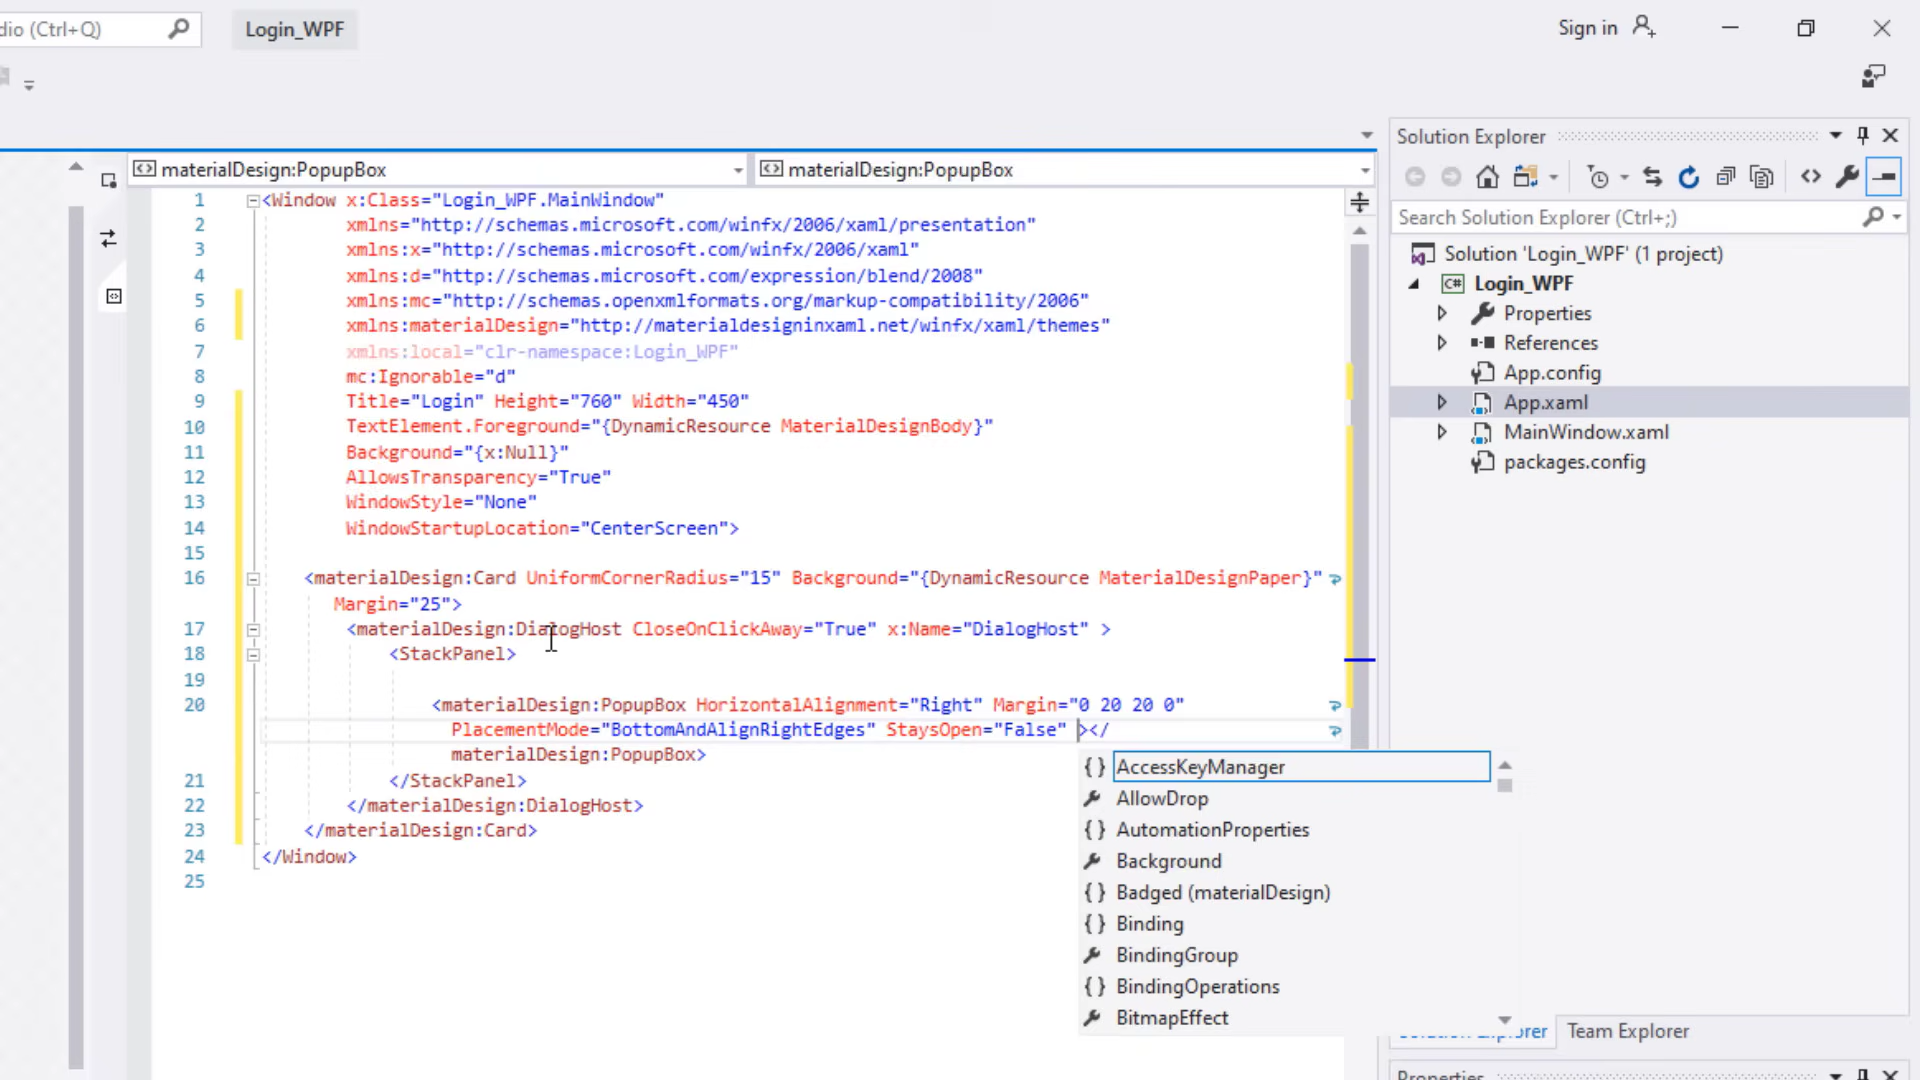 dio (Ctrl+Q)
Login_WPF
Sign in
materialDesign:PopupBox
materialDesign:PopupBox
1 <Window x:Class="Login_WPF.MainWindow"
2 xmlns="http://schemas.microsoft.com/winfx/2006/xaml/presentation"
3 xmlns:x="http://schemas.microsoft.com/winfx/2006/xaml"
4 xmlns:d="http://schemas.microsoft.com/expression/blend/2008"
5 xmlns:mc="http://schemas.openxmlformats.org/markup-compatibility/2006"
6 xmlns:materialDesign="http://materialdesigninxaml.net/winfx/xaml/themes"
7 xmlns:local="clr-namespace:Login_WPF"
8 mc:Ignorable="d"
9 Title="Login" Height="760" Width="450"
10 TextElement.Foreground="{DynamicResource MaterialDesignBody}"
11 Background="{x:Null}"
12 AllowsTransparency="True"
13 WindowStyle="None"
14 WindowStartupLocation="CenterScreen">
15
16 <materialDesign:Card UniformCornerRadius="15" Background="{DynamicResource MaterialDesignPaper}"
Margin="25">
17 <materialDesign:DialogHost CloseOnClickAway="True" x:Name="DialogHost" >
18 <StackPanel>
19
20 <materialDesign:PopupBox HorizontalAlignment="Right" Margin="0 20 20 0"
PlacementMode="BottomAndAlignRightEdges" StaysOpen="False" ></
materialDesign:PopupBox>
21 </StackPanel>
22 </materialDesign:DialogHost>
23 </materialDesign:Card>
24 </Window>
25
AccessKeyManager
AllowDrop
AutomationProperties
Background
Badged (materialDesign)
Binding
BindingGroup
BindingOperations
BitmapEffect
Solution Explorer
Search Solution Explorer (Ctrl+;)
Solution 'Login_WPF' (1 project)
Login_WPF
Properties
References
App.config
App.xaml
MainWindow.xaml
packages.config
Solution Explorer
Team Explorer
Properties